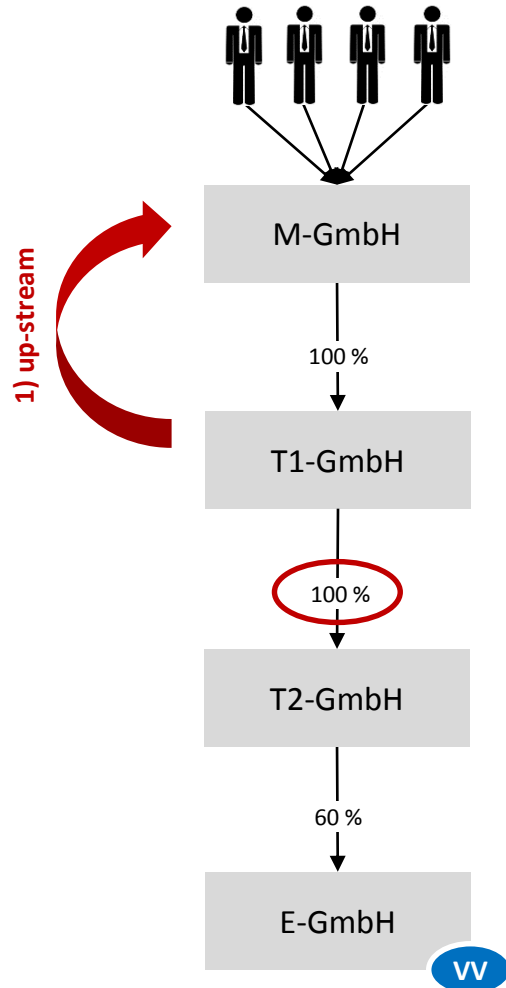 M-GmbH
1) up-stream
100 %
T1-GmbH
100 %
T2-GmbH
60 %
E-GmbH
VV